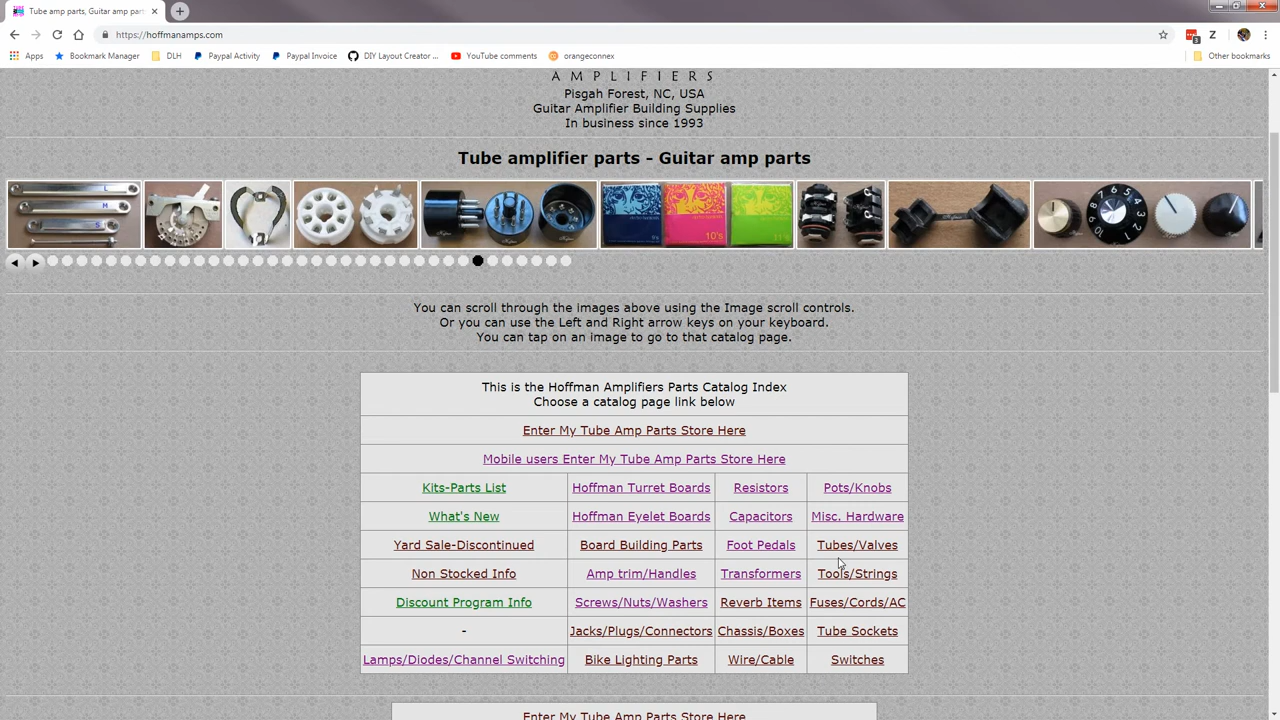 Tube amp parts, Guitar amp par
https://hoffmanamps.com
Apps
Bookmark Manager
DLH
Paypal Activity
Paypal Invoice
DIY Layout Creator ...
YouTube comments
orangeconnex
Other bookmarks
AMPLIFIERS
Pisgah Forest, NC, USA
Guitar Amplifier Building Supplies
In business since 1993
Tube amplifier parts - Guitar amp parts
You can scroll through the images above using the Image scroll controls.
Or you can use the Left and Right arrow keys on your keyboard.
You can tap on an image to go to that catalog page.
This is the Hoffman Amplifiers Parts Catalog Index
Choose a catalog page link below
Enter My Tube Amp Parts Store Here
Mobile users Enter My Tube Amp Parts Store Here
Kits-Parts List Hoffman Turret Boards Resistors Pots/Knobs
What's New Hoffman Eyelet Boards Capacitors Misc. Hardware
Yard Sale-Discontinued Board Building Parts Foot Pedals Tubes/Valves
Non Stocked Info Amp trim/Handles Transformers Tools/Strings
Discount Program Info Screws/Nuts/Washers Reverb Items Fuses/Cords/AC
- Jacks/Plugs/Connectors Chassis/Boxes Tube Sockets
Lamps/Diodes/Channel Switching Bike Lighting Parts Wire/Cable Switches
Enter My Tube Amp Parts Store Here